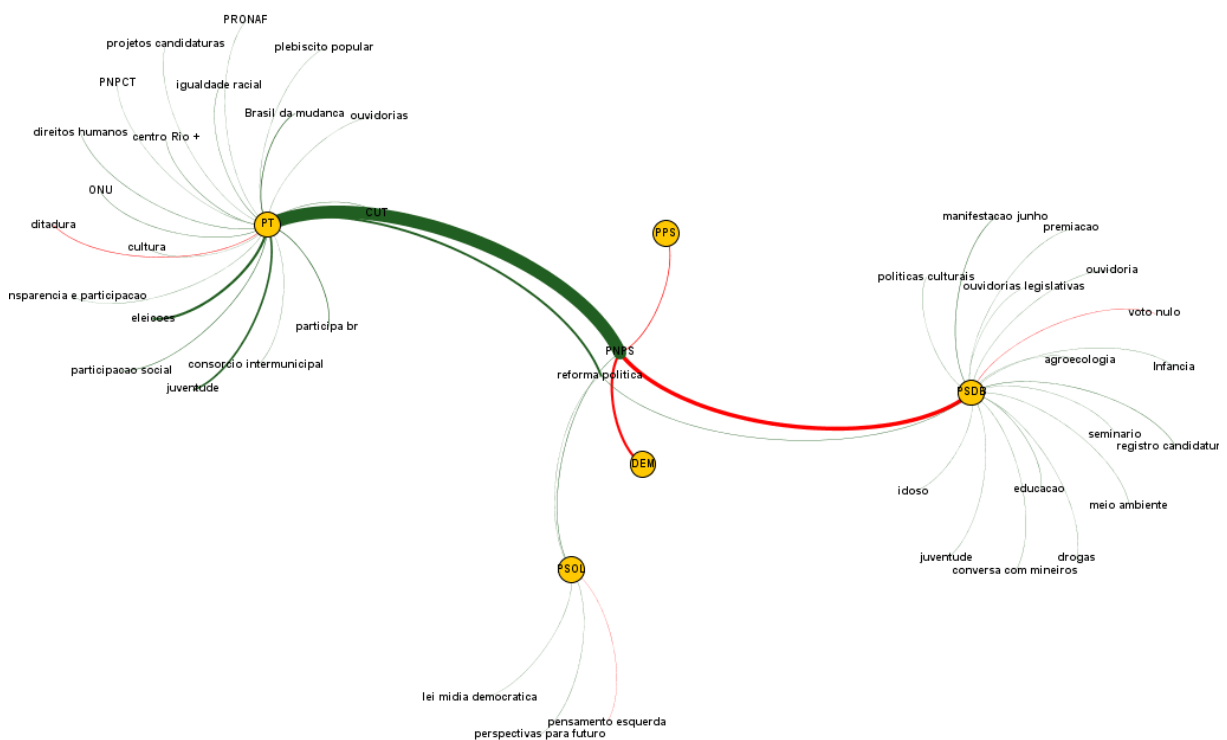 PRONAF
projetos candidaturas
plebiscito popular
PNPCT
igualdade racial
Brasil da mudanca
ouvidorias
direitos humanos
centro Rio +
ONU
CUT
PT
ditadura
cultura
nsparencia e participacao
eleicoes
participa br
consorcio intermunicipal
participacao social
juventude
PPS
PNPS
reforma politica
DEM
PSOL
lei midia democratica
pensamento esquerda
perspectivas para futuro
manifestacao junho
premiacao
politicas culturais
ouvidoria
ouvidorias legislativas
voto nulo
agroecologia
Infancia
PSDB
seminario
registro candidatur
idoso
educacao
meio ambiente
juventude
drogas
conversa com mineiros